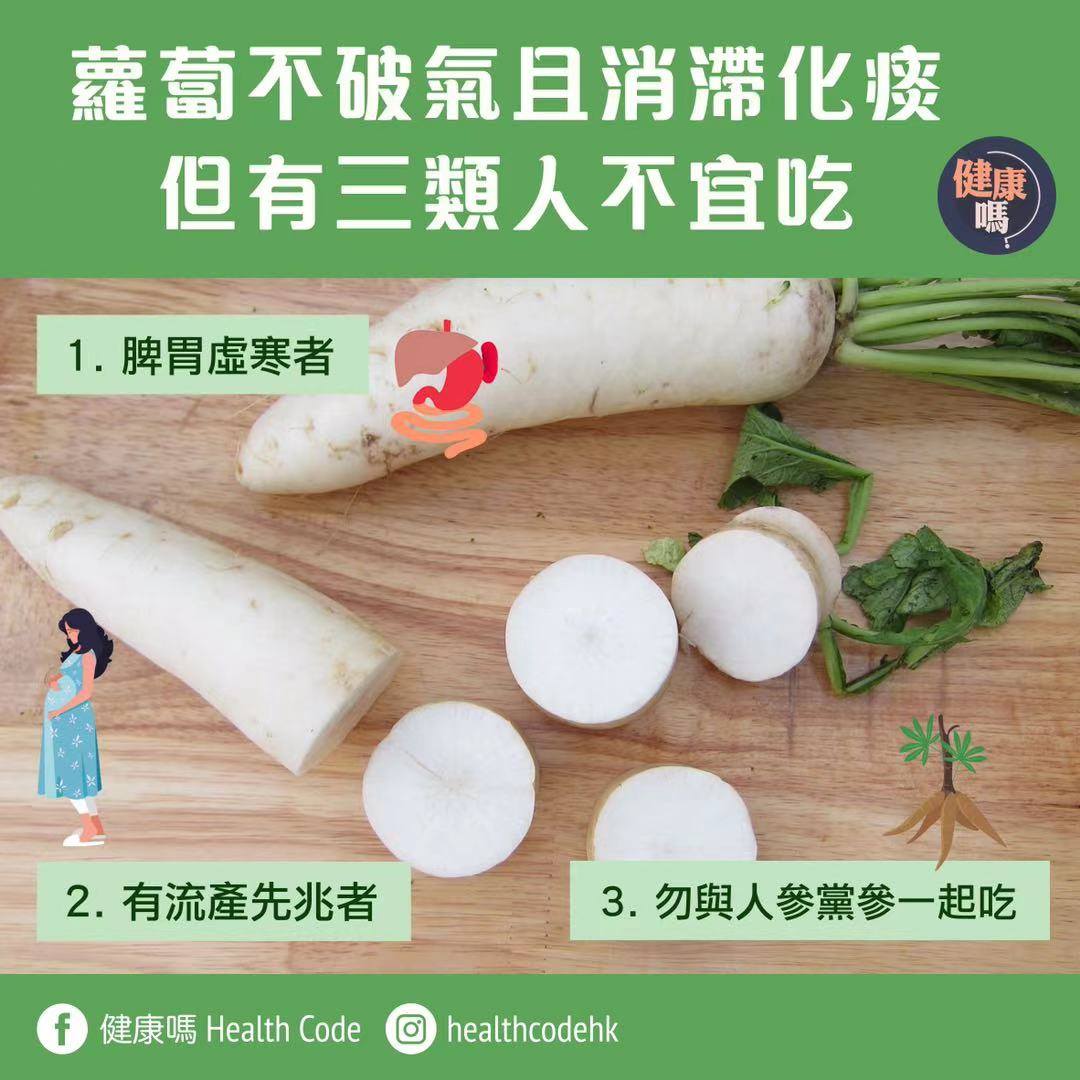 蘿蔔不破氣且消滯化痰
但有三類人不宜吃
健康
嗎?
1. 脾胃虛寒者
2. 有流產先兆者
3. 勿與人參黨參一起吃
健康嗎 Health Code
healthcodehk